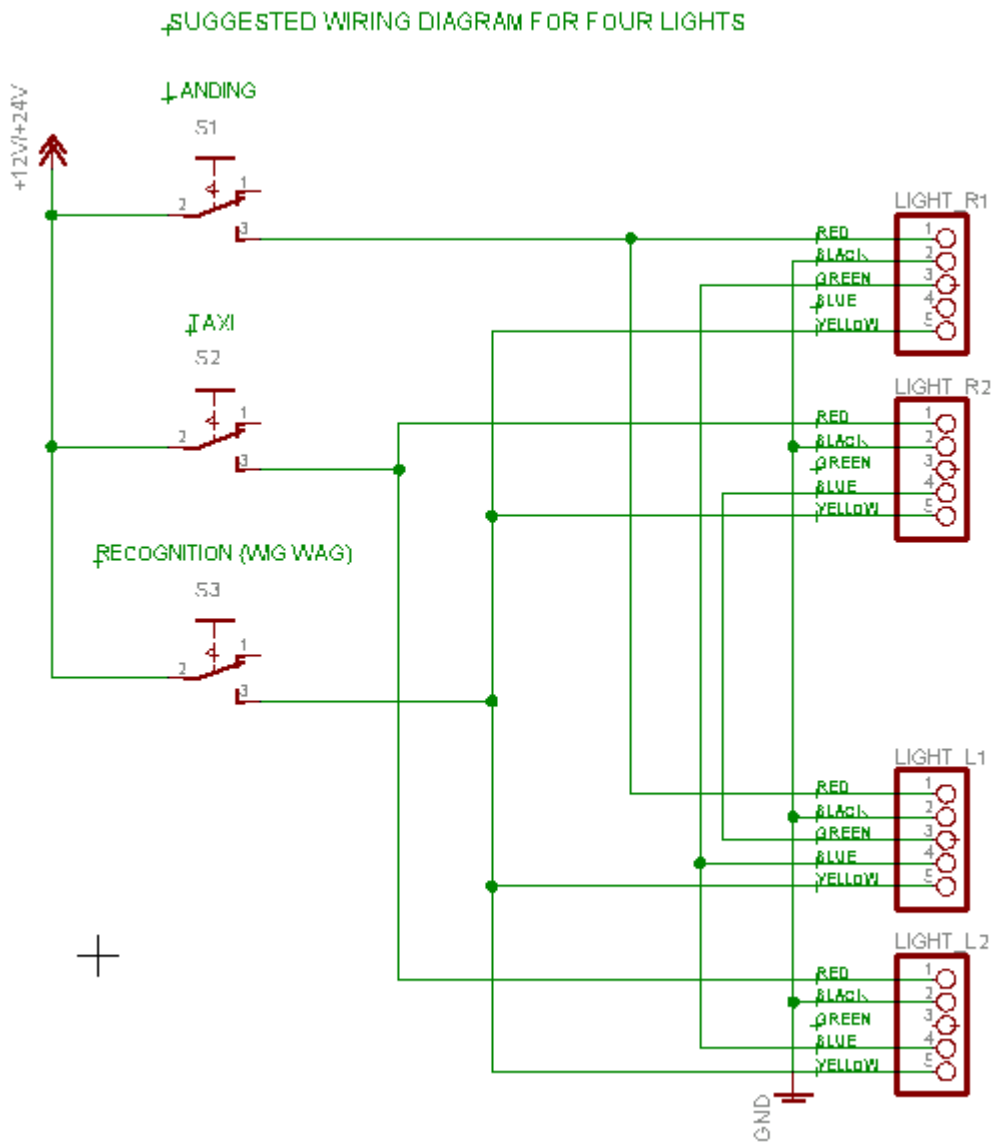 SUGGESTED WIRING DIAGRAM FOR FOUR LIGHTS
LANDING
+12V/+24V
S1
1
2
3
TAXI
S2
1
2
3
RECOGNITION (WIG WAG)
S3
1
2
3
LIGHT_R1
RED 1
BLACK 2
GREEN 3
BLUE 4
YELLOW 5
LIGHT_R2
RED 1
BLACK 2
GREEN 3
BLUE 4
YELLOW 5
LIGHT_L1
RED 1
BLACK 2
GREEN 3
BLUE 4
YELLOW 5
LIGHT_L2
RED 1
BLACK 2
GREEN 3
BLUE 4
YELLOW 5
GND